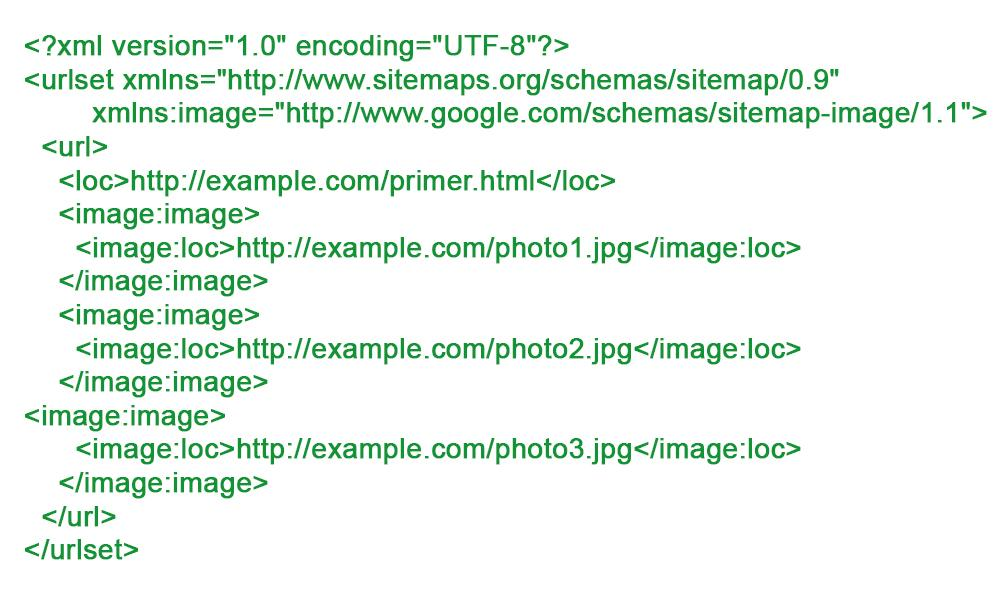 <?xml version="1.0" encoding="UTF-8"?>
<urlset xmlns="http://www.sitemaps.org/schemas/sitemap/0.9"
xmlns:image="http://www.google.com/schemas/sitemap-image/1.1">
<url>
<loc>http://example.com/primer.html</loc>
<image:image>
<image:loc>http://example.com/photo1.jpg</image:loc>
</image:image>
<image:image>
<image:loc>http://example.com/photo2.jpg</image:loc>
</image:image>
<image:image>
<image:loc>http://example.com/photo3.jpg</image:loc>
</image:image>
</url>
</urlset>